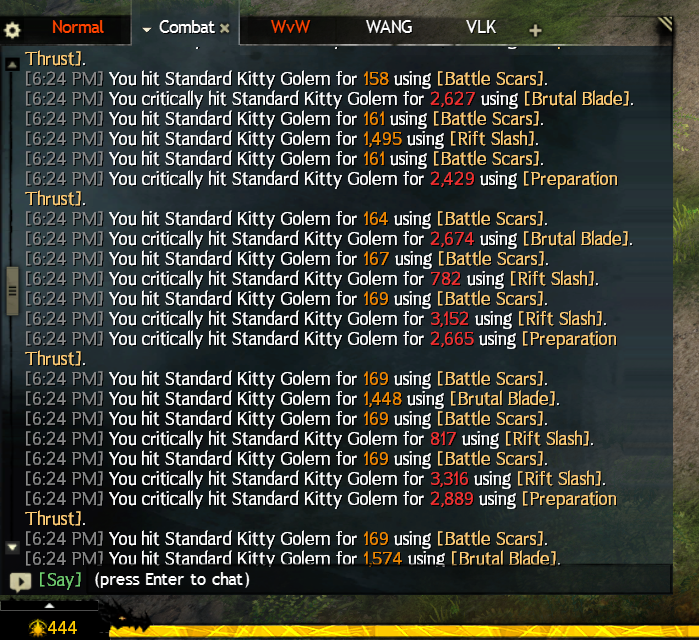 Normal Combat × WvW WANG VLK +
Thrust].
[6:24 PM] You hit Standard Kitty Golem for 158 using [Battle Scars].
[6:24 PM] You critically hit Standard Kitty Golem for 2,627 using [Brutal Blade].
[6:24 PM] You hit Standard Kitty Golem for 161 using [Battle Scars].
[6:24 PM] You hit Standard Kitty Golem for 1,495 using [Rift Slash].
[6:24 PM] You hit Standard Kitty Golem for 161 using [Battle Scars].
[6:24 PM] You critically hit Standard Kitty Golem for 2,429 using [Preparation
Thrust].
[6:24 PM] You hit Standard Kitty Golem for 164 using [Battle Scars].
[6:24 PM] You critically hit Standard Kitty Golem for 2,674 using [Brutal Blade].
[6:24 PM] You hit Standard Kitty Golem for 167 using [Battle Scars].
[6:24 PM] You critically hit Standard Kitty Golem for 782 using [Rift Slash].
[6:24 PM] You hit Standard Kitty Golem for 169 using [Battle Scars].
[6:24 PM] You critically hit Standard Kitty Golem for 3,152 using [Rift Slash].
[6:24 PM] You critically hit Standard Kitty Golem for 2,665 using [Preparation
Thrust].
[6:24 PM] You hit Standard Kitty Golem for 169 using [Battle Scars].
[6:24 PM] You hit Standard Kitty Golem for 1,448 using [Brutal Blade].
[6:24 PM] You hit Standard Kitty Golem for 169 using [Battle Scars].
[6:24 PM] You critically hit Standard Kitty Golem for 817 using [Rift Slash].
[6:24 PM] You hit Standard Kitty Golem for 169 using [Battle Scars].
[6:24 PM] You critically hit Standard Kitty Golem for 3,316 using [Rift Slash].
[6:24 PM] You critically hit Standard Kitty Golem for 2,889 using [Preparation
Thrust].
[6:24 PM] You hit Standard Kitty Golem for 169 using [Battle Scars].
[6:24 PM] You hit Standard Kitty Golem for 1,574 using [Brutal Blade].
[Say] (press Enter to chat)
444